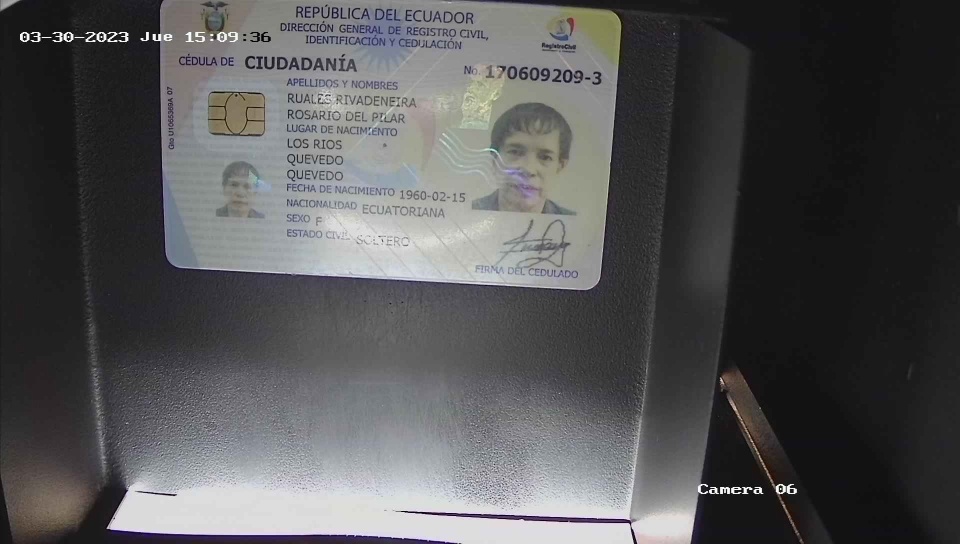 REPÚBLICA DEL ECUADOR
DIRECCIÓN GENERAL DE REGISTRO CIVIL,
IDENTIFICACIÓN Y CEDULACIÓN
RegistroCivil
03-30-2023 Jue 15:09:36
CÉDULA DE CIUDADANÍA
No. 170609209-3
APELLIDOS Y NOMBRES
RUALES RIVADENEIRA
ROSARIO DEL PILAR
LUGAR DE NACIMIENTO
LOS RIOS
QUEVEDO
QUEVEDO
FECHA DE NACIMIENTO 1960-02-15
NACIONALIDAD ECUATORIANA
SEXO F
ESTADO CIVIL SOLTERO
FIRMA DEL CEDULADO
Camera 06